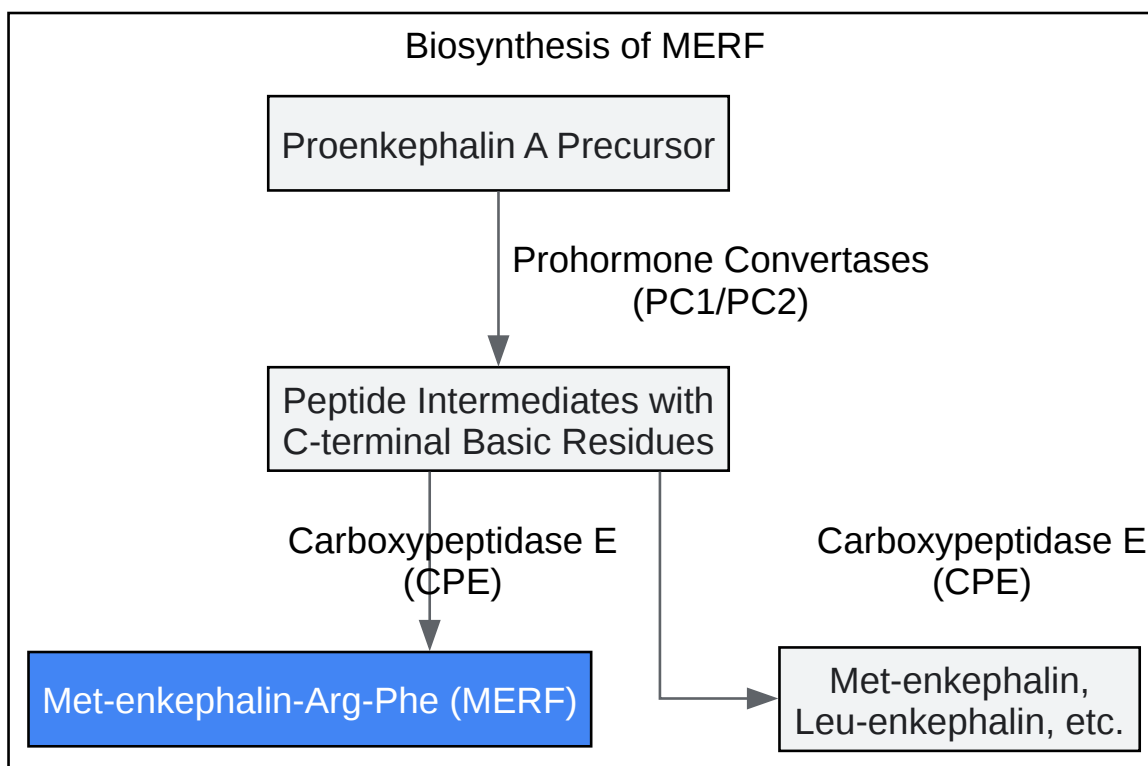 Biosynthesis of MERF
Proenkephalin A Precursor
Prohormone Convertases
(PC1/PC2)
Peptide Intermediates with
C-terminal Basic Residues
Carboxypeptidase E
(CPE)
Carboxypeptidase E
(CPE)
Met-enkephalin-Arg-Phe (MERF)
Met-enkephalin,
Leu-enkephalin, etc.